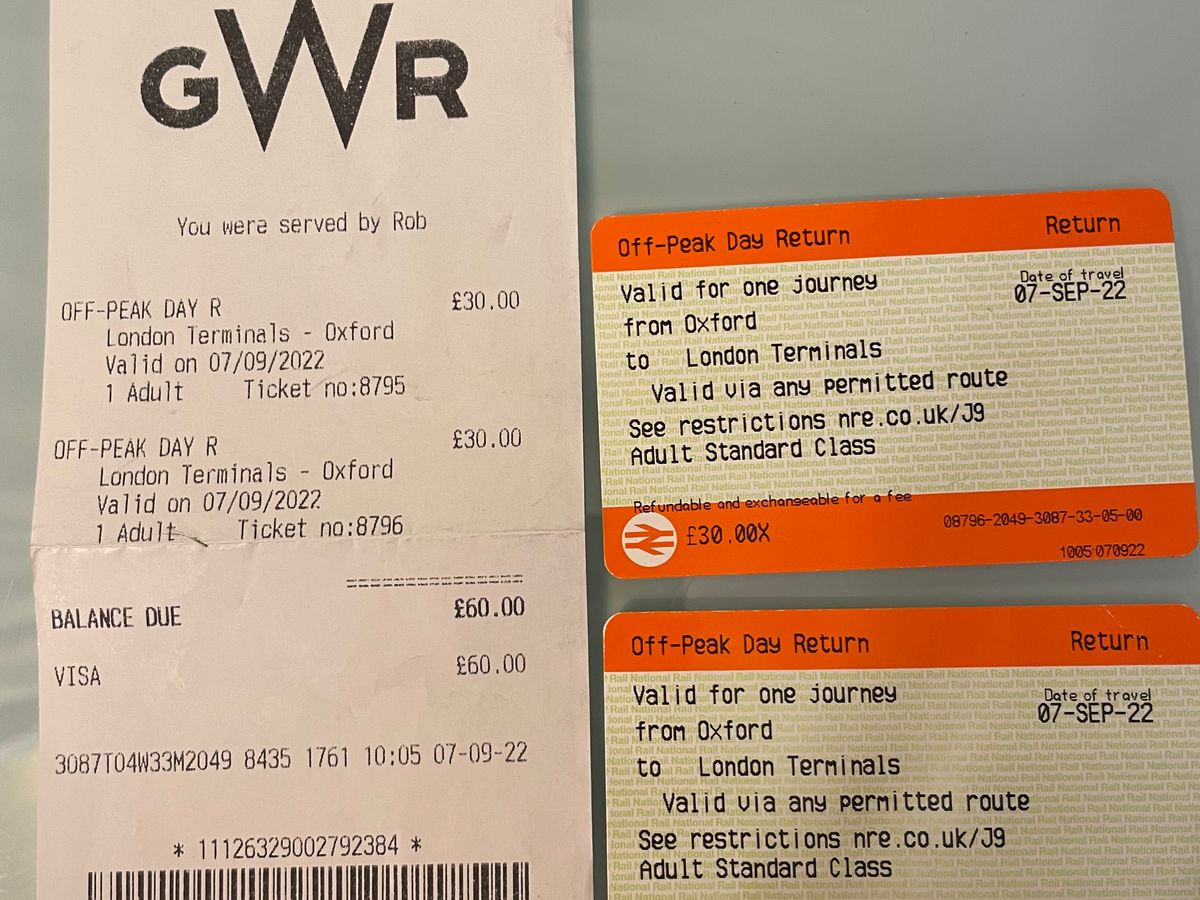 GWR
You were served by Rob
OFF-PEAK DAY R £30.00
London Terminals - Oxford
Valid on 07/09/2022
1 Adult Ticket no:8795
OFF-PEAK DAY R £30.00
London Terminals - Oxford
Valid on 07/09/2022
1 Adult Ticket no:8796
BALANCE DUE £60.00
VISA £60.00
3087T04W33M2049 8435 1761 10:05 07-09-22
* 11126329002792384 *
Off-Peak Day Return Return
Valid for one journey Date of travel
07-SEP-22
from Oxford
to London Terminals
Valid via any permitted route
See restrictions nre.co.uk/J9
Adult Standard Class
Refundable and exchangeable for a fee
£30.00X 08796-2049-3087-33-05-00
1005·070922
Off-Peak Day Return Return
Valid for one journey Date of travel
07-SEP-22
from Oxford
to London Terminals
Valid via any permitted route
See restrictions nre.co.uk/J9
Adult Standard Class